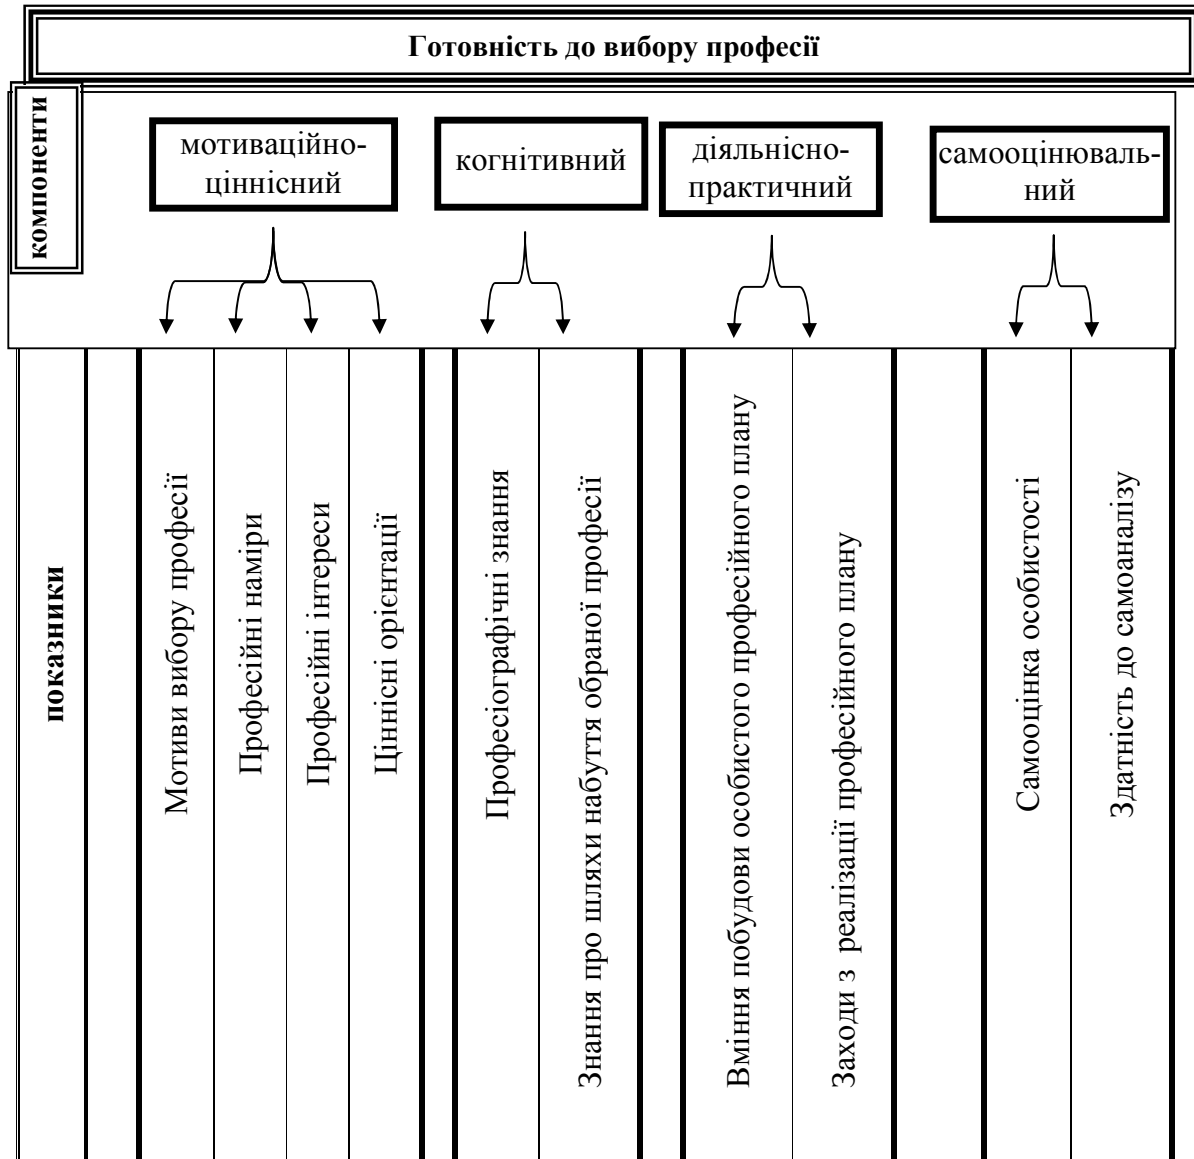 Готовність до вибору професії
компоненти
мотиваційно-
ціннісний
когнітивний
діяльнісно-
практичний
самооцінюваль-
ний
показники
Мотиви вибору професії
Професійні наміри
Професійні інтереси
Ціннісні орієнтації
Професіографічні знання
Знання про шляхи набуття обраної професії
Вміння побудови особистого професійного плану
Заходи з реалізації професійного плану
Самооцінка особистості
Здатність до самоаналізу